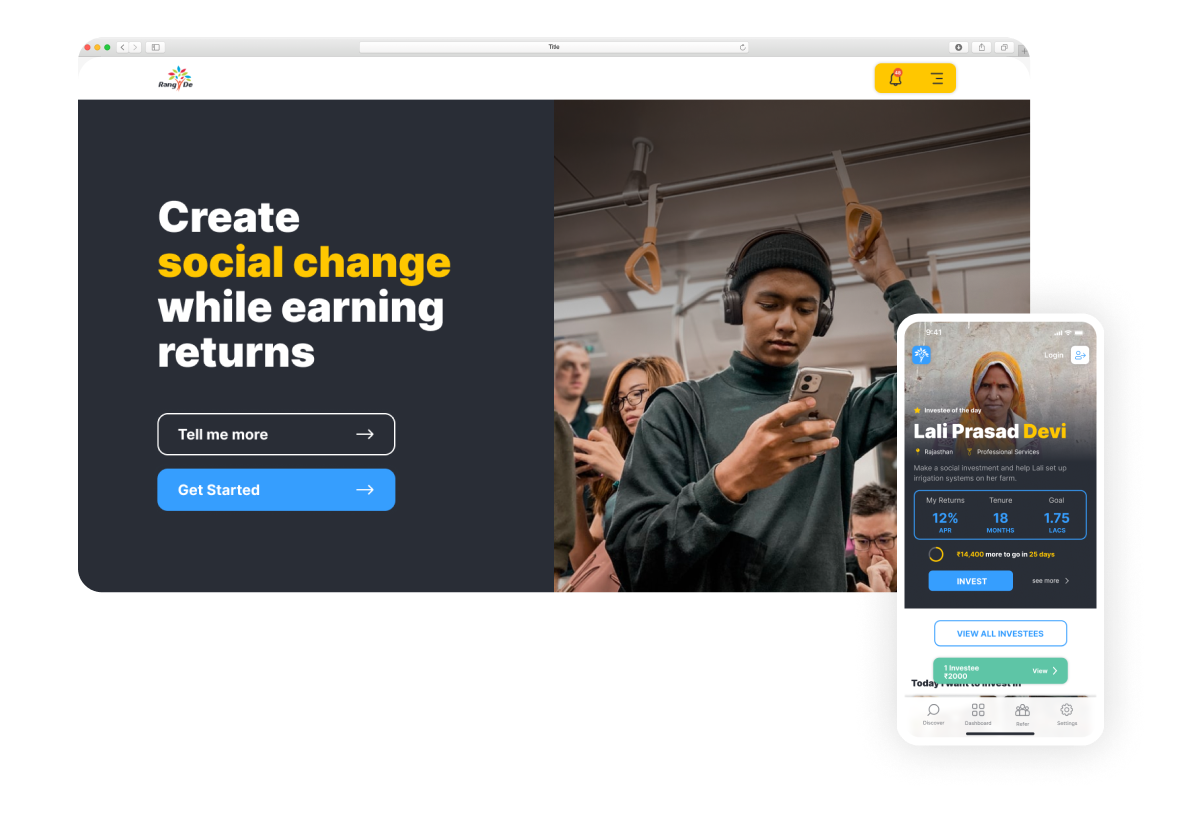 Title
Rang De
Create
social change
while earning
returns
Tell me more
Get Started
9:41
Login
Investee of the day
Lali Prasad Devi
Rajasthan Professional Services
Make a social investment and help Lali set up
irrigation systems on her farm.
My Returns Tenure Goal
12% 18 1.75
APR MONTHS LACS
₹14,400 more to go in 25 days
INVEST see more
VIEW ALL INVESTEES
1 Investee
₹2000
View
Today I want to invest in
Discover Dashboard Refer Settings